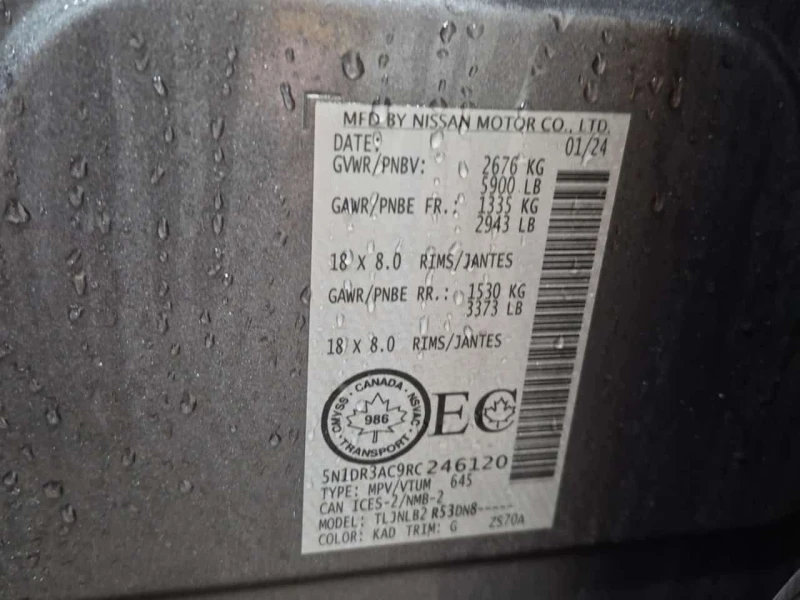 MFD BY NISSAN MOTOR CO., LTD.
DATE: 01/24
GVWR/PNBV: 2676 KG
5900 LB
GAWR/PNBE FR.: 1335 KG
2943 LB
18 X 8.0 RIMS/JANTES
GAWR/PNBE RR.: 1530 KG
3373 LB
18 X 8.0 RIMS/JANTES
CANADA
CMVSS · NSVAC
986
TRANSPORT
EC
5N1DR3AC9RC246120
TYPE: MPV/VTUM 645
CAN ICES-2/NMB-2
MODEL: TLJNLB2 R53DN8-----
COLOR: KAD TRIM: G ZS70A